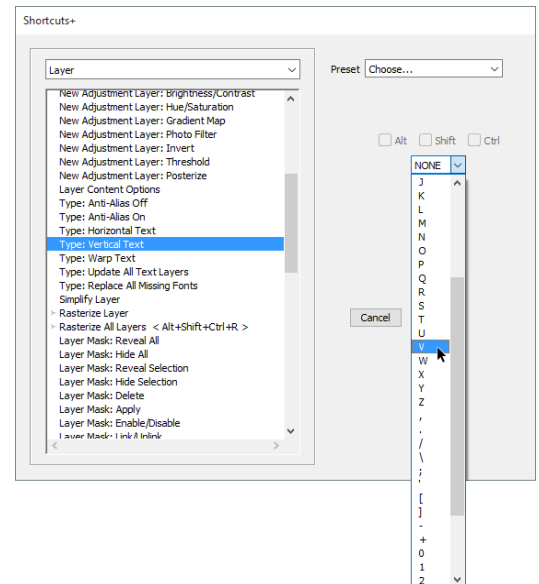 Shortcuts+
Layer
Preset Choose...
New Adjustment Layer: Brightness/Contrast
New Adjustment Layer: Hue/Saturation
New Adjustment Layer: Gradient Map
New Adjustment Layer: Photo Filter
New Adjustment Layer: Invert
New Adjustment Layer: Threshold
New Adjustment Layer: Posterize
Layer Content Options
Type: Anti-Alias Off
Type: Anti-Alias On
Type: Horizontal Text
Type: Vertical Text
Type: Warp Text
Type: Update All Text Layers
Type: Replace All Missing Fonts
Simplify Layer
Rasterize Layer
Rasterize All Layers < Alt+Shift+Ctrl+R >
Layer Mask: Reveal All
Layer Mask: Hide All
Layer Mask: Reveal Selection
Layer Mask: Hide Selection
Layer Mask: Delete
Layer Mask: Apply
Layer Mask: Enable/Disable
Layer Mask: Link/Unlink
Alt Shift Ctrl
NONE
J
K
L
M
N
O
P
Q
R
S
T
U
V
W
X
Y
Z
,
.
/
\
;
'
[
]
-
+
0
1
2
Cancel